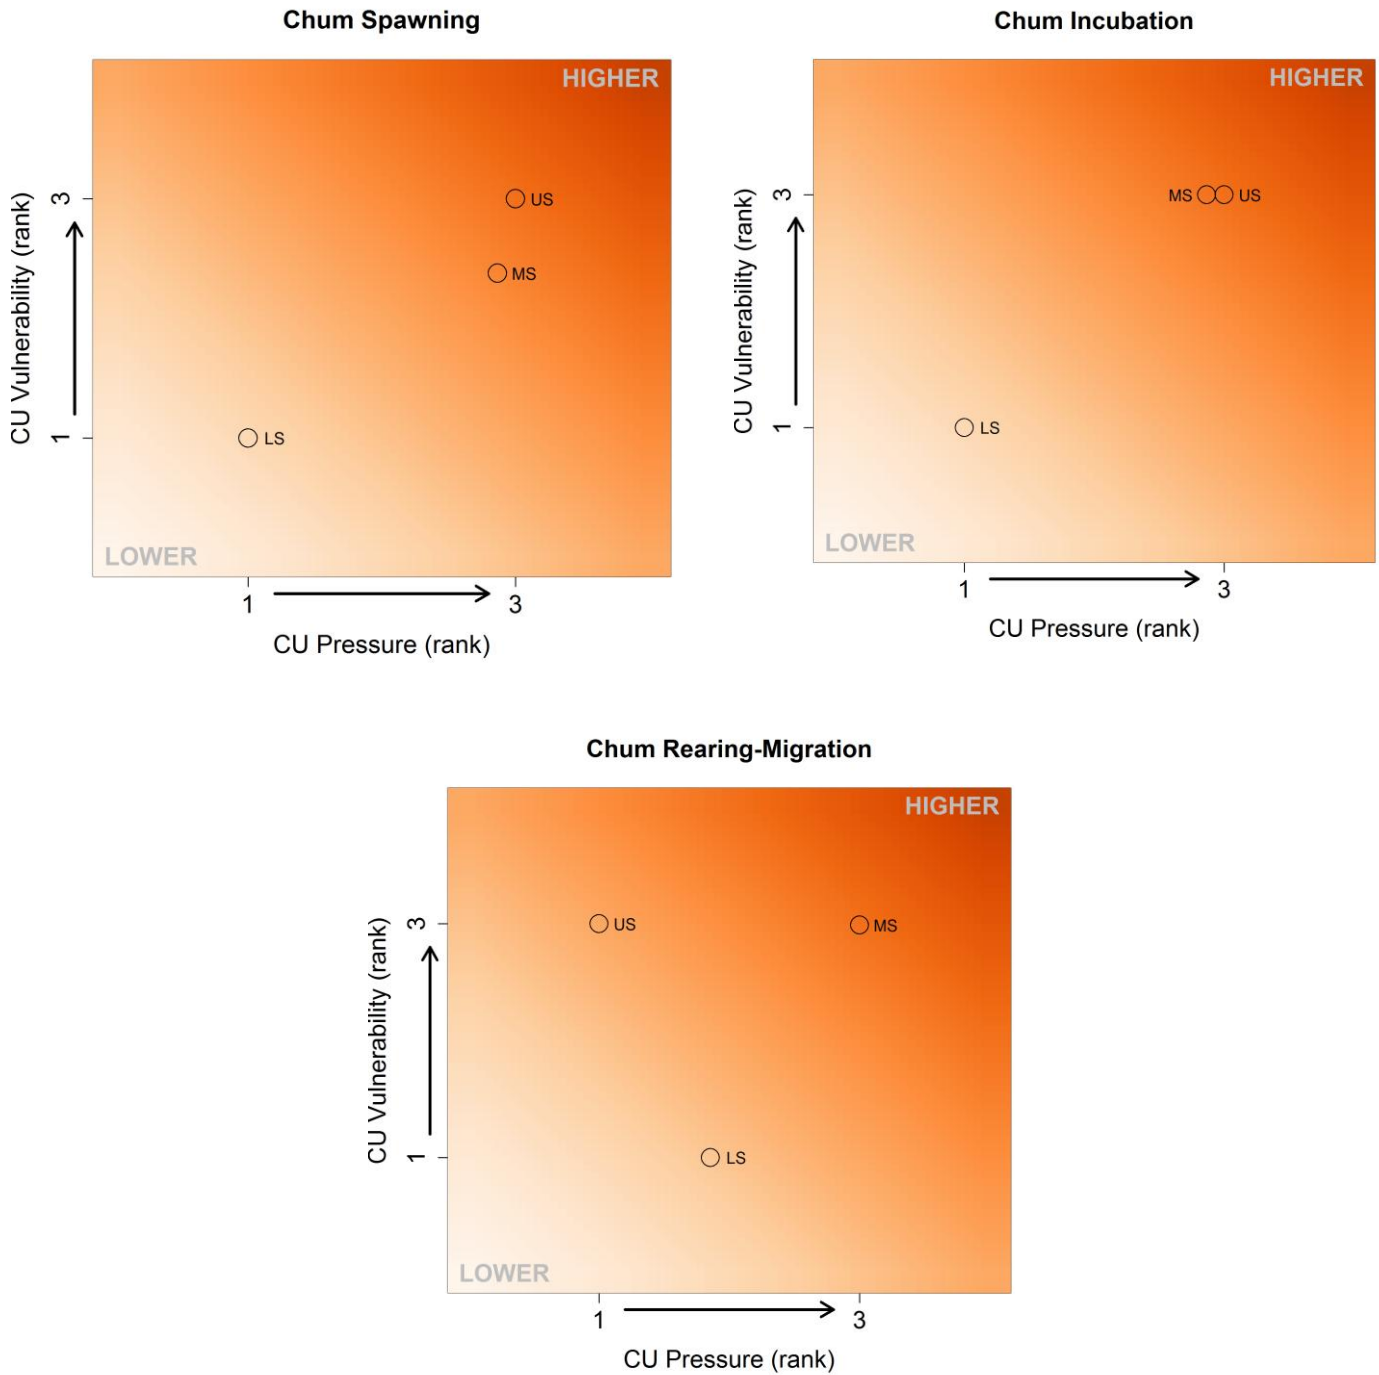 Chum Spawning
HIGHER
CU Vulnerability (rank)
3
US
MS
1
LS
LOWER
1
3
CU Pressure (rank)
Chum Incubation
HIGHER
CU Vulnerability (rank)
3
MS
US
1
LS
LOWER
1
3
CU Pressure (rank)
Chum Rearing-Migration
HIGHER
CU Vulnerability (rank)
3
US
MS
1
LS
LOWER
1
3
CU Pressure (rank)